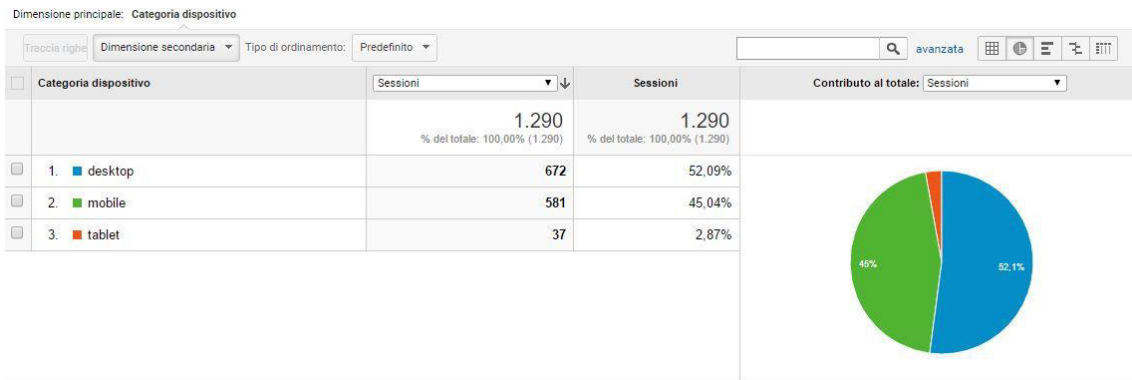 Dimensione principale: Categoria dispositivo
Traccia righe Dimensione secondaria Tipo di ordinamento: Predefinito avanzata
Categoria dispositivo Sessioni Sessioni Contributo al totale: Sessioni
1.290 1.290
% del totale: 100,00% (1.290) % del totale: 100,00% (1.290)
1. desktop 672 52,09%
2. mobile 581 45,04%
3. tablet 37 2,87%
45% 52,1%